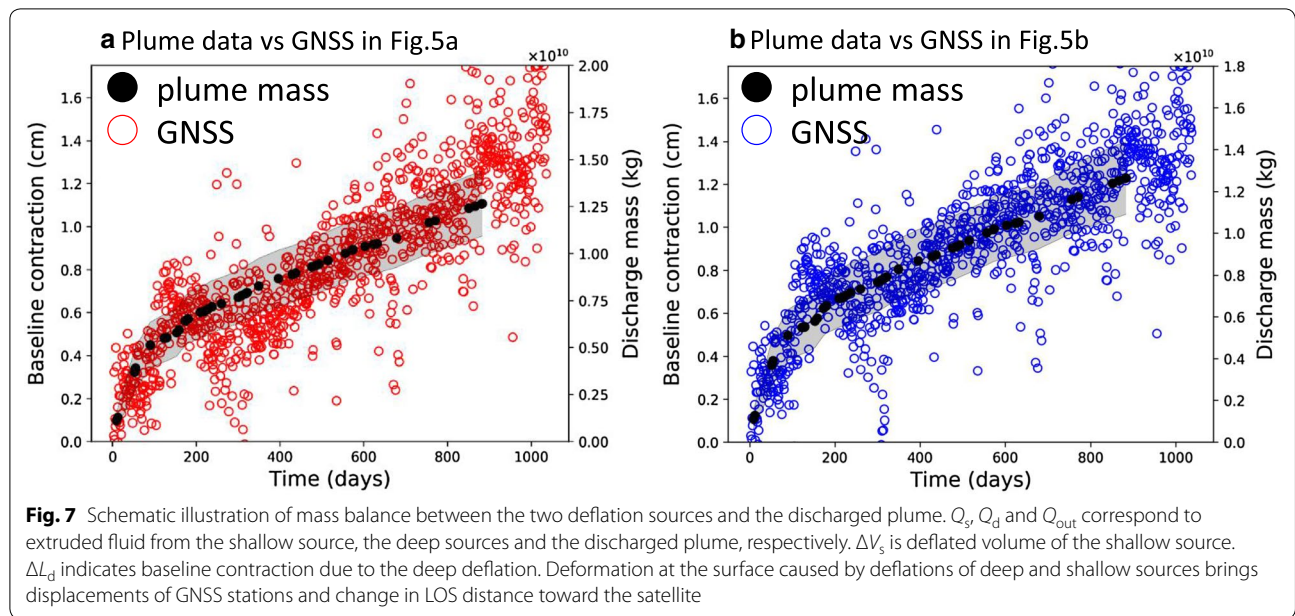 a Plume data vs GNSS in Fig.5a
×10¹⁰
plume mass
GNSS
Baseline contraction (cm)
1.6
1.4
1.2
1.0
0.8
0.6
0.4
0.2
0.0
2.00
1.75
1.50
1.25
1.00
0.75
0.50
0.25
0.00
Discharge mass (kg)
0 200 400 600 800 1000
Time (days)
b Plume data vs GNSS in Fig.5b
×10¹⁰
plume mass
GNSS
Baseline contraction (cm)
1.6
1.4
1.2
1.0
0.8
0.6
0.4
0.2
0.0
1.8
1.6
1.4
1.2
1.0
0.8
0.6
0.4
0.2
0.0
Discharge mass (kg)
0 200 400 600 800 1000
Time (days)
Fig. 7 Schematic illustration of mass balance between the two deflation sources and the discharged plume. Qs, Qd and Qout correspond to
extruded fluid from the shallow source, the deep sources and the discharged plume, respectively. ΔVs is deflated volume of the shallow source.
ΔLd indicates baseline contraction due to the deep deflation. Deformation at the surface caused by deflations of deep and shallow sources brings
displacements of GNSS stations and change in LOS distance toward the satellite